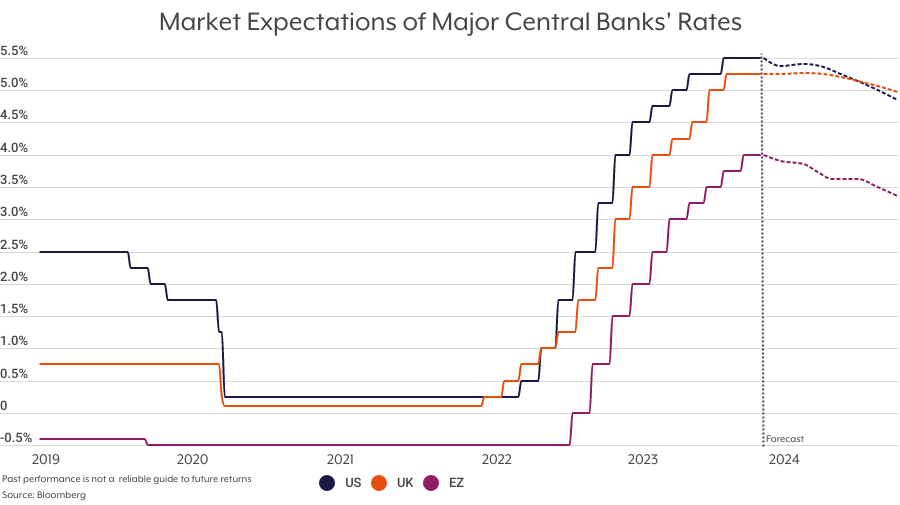 Market Expectations of Major Central Banks' Rates
5.5%
5.0%
4.5%
4.0%
3.5%
3.0%
2.5%
2.0%
1.5%
1.0%
0.5%
0
-0.5%
Forecast
2019 2020 2021 2022 2023 2024
Past performance is not a reliable guide to future returns
US UK EZ
Source: Bloomberg